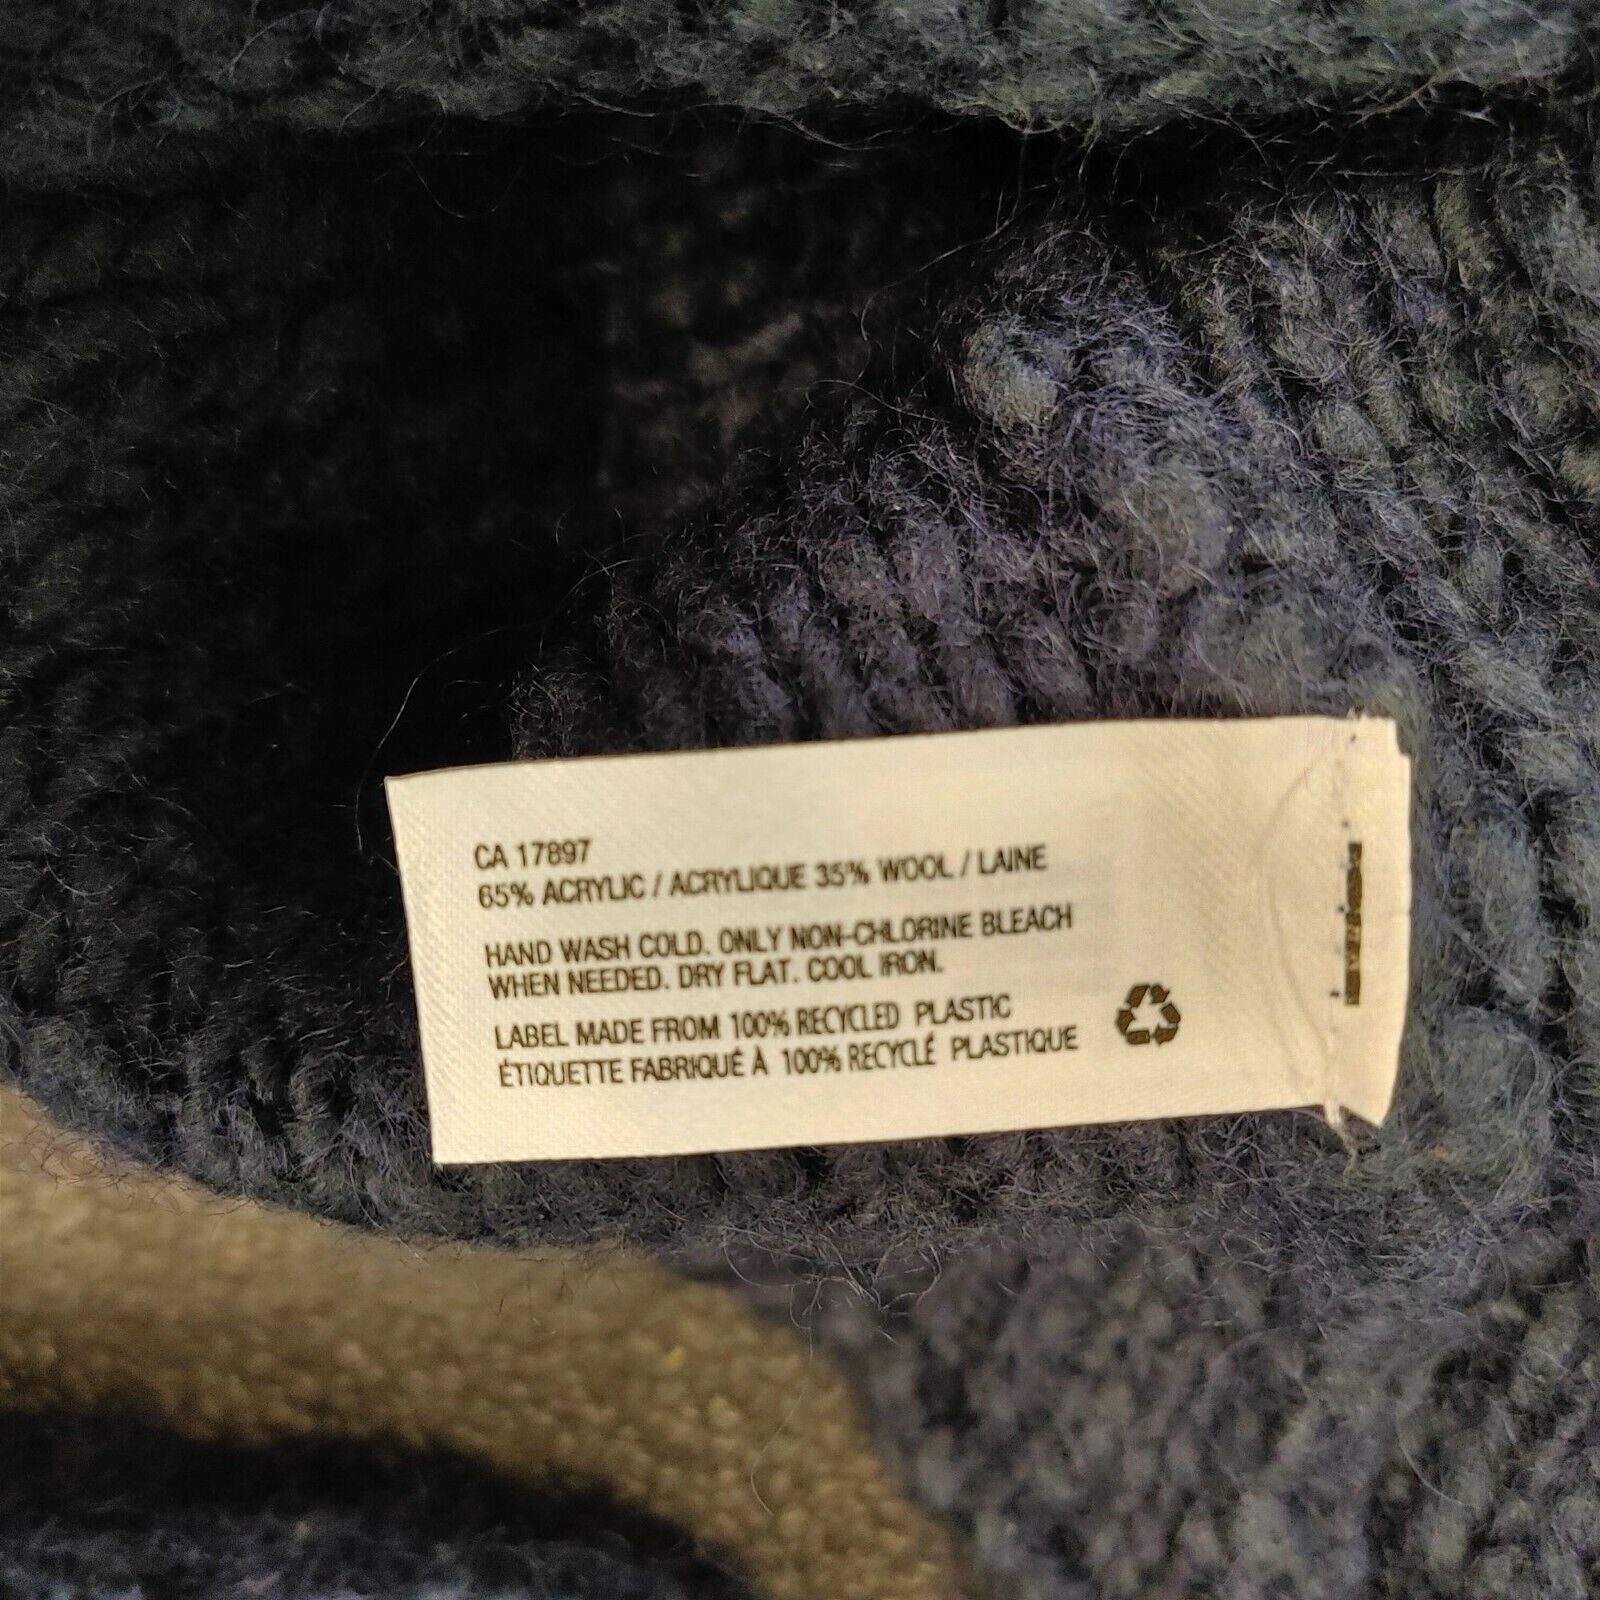 CA 17897
65% ACRYLIC / ACRYLIQUE 35% WOOL / LAINE
HAND WASH COLD. ONLY NON-CHLORINE BLEACH
WHEN NEEDED. DRY FLAT. COOL IRON.
LABEL MADE FROM 100% RECYCLED PLASTIC
ÉTIQUETTE FABRIQUÉ À 100% RECYCLÉ PLASTIQUE